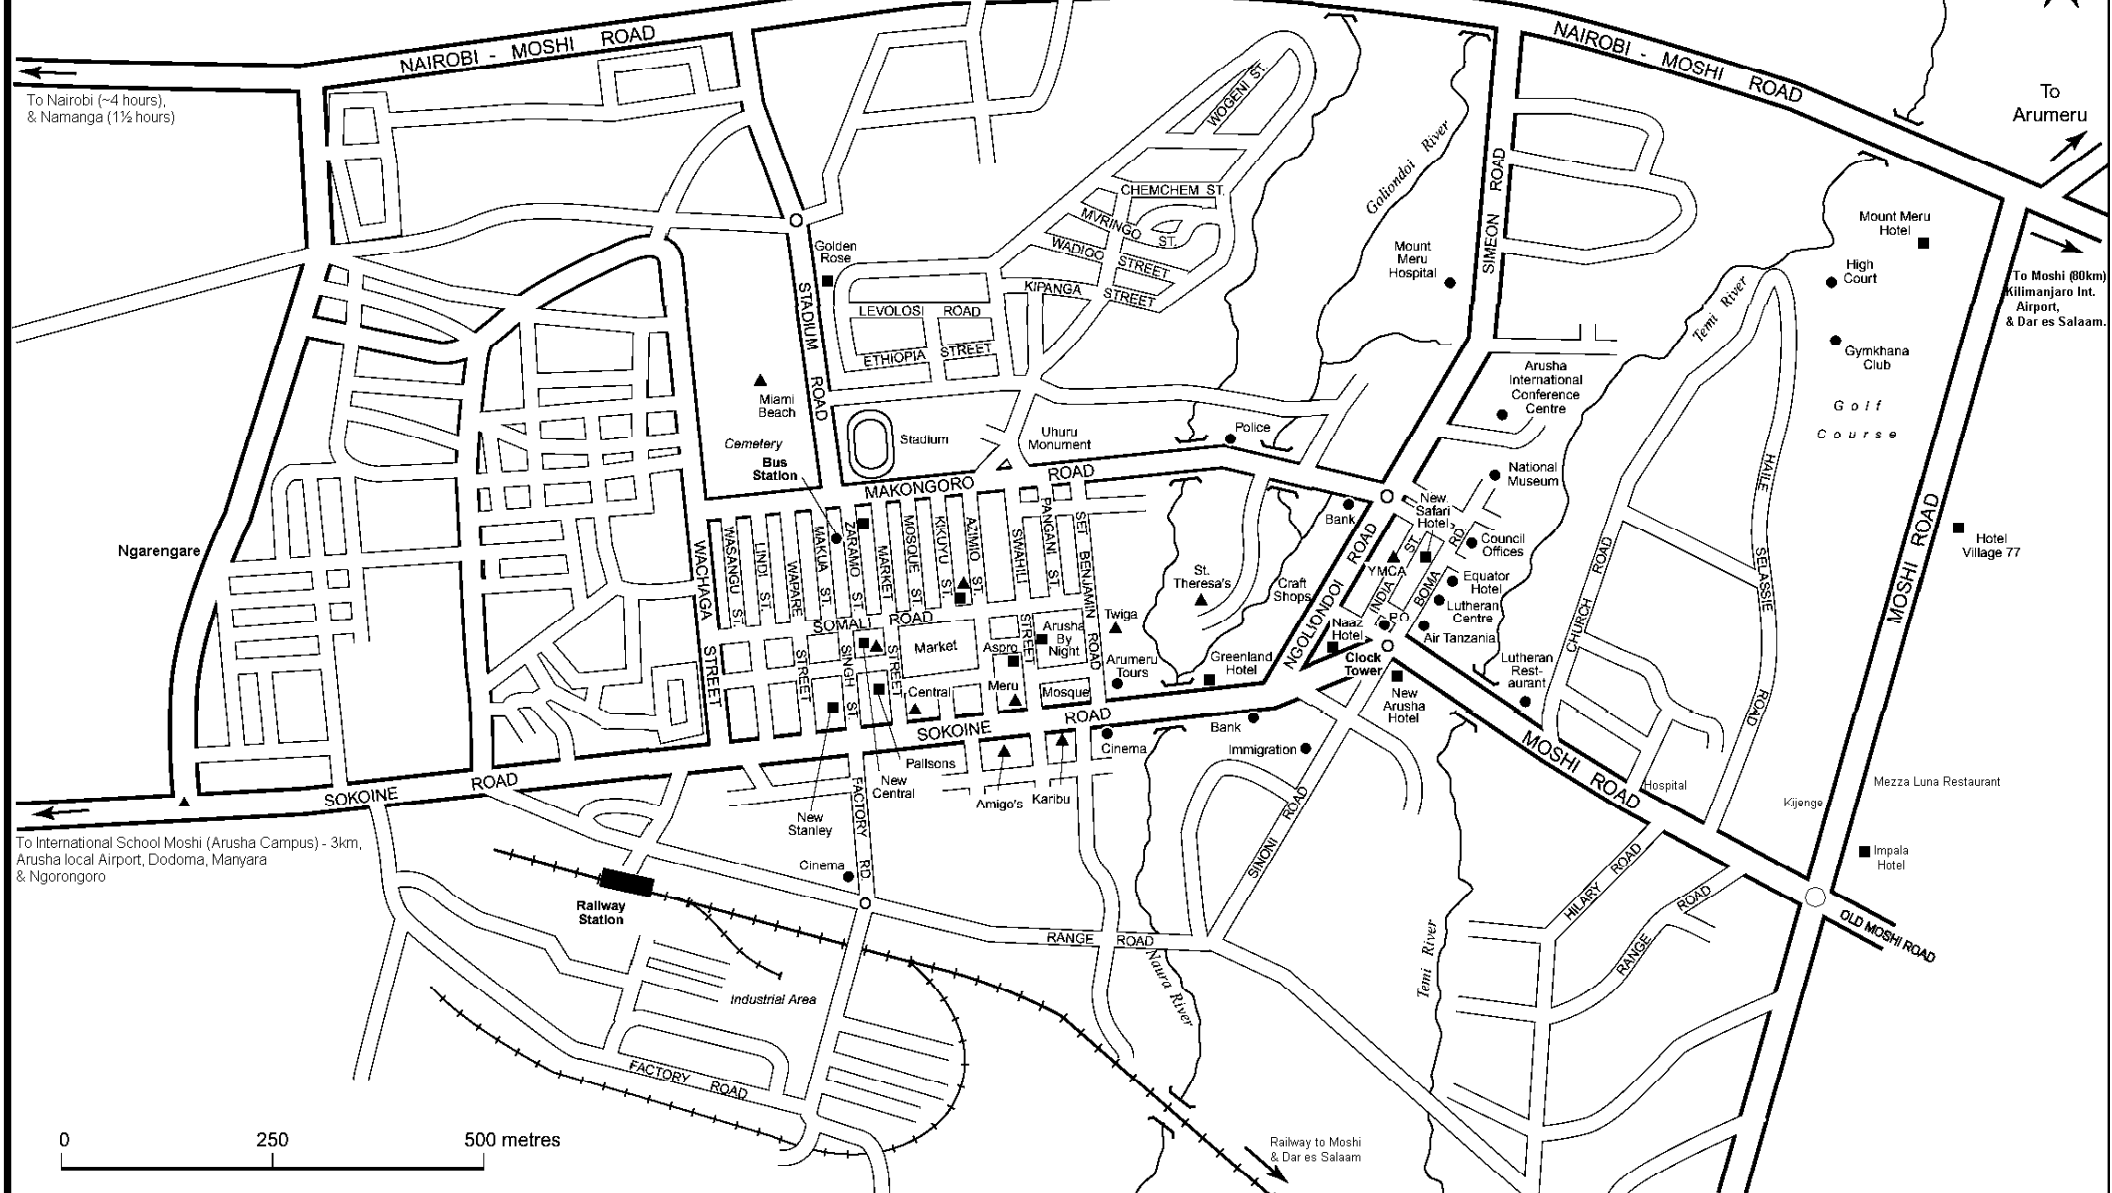 NAIROBI - MOSHI ROAD
NAIROBI - MOSHI ROAD
To Nairobi (~4 hours),
& Namanga (1½ hours)
To
Arumeru
WOGENI ST.
Goliondoi River
SIMEON ROAD
CHEMCHEM ST.
MVRINGO ST.
WADIOO STREET
KIPANGA STREET
Golden
Rose
Mount
Meru
Hospital
Mount Meru
Hotel
High
Court
To Moshi (80km)
Kilimanjaro Int.
Airport,
& Dar es Salaam.
Temi River
STADIUM ROAD
LEVOLOSI ROAD
ETHIOPIA STREET
Gymkhana
Club
Arusha
International
Conference
Centre
Golf
Course
Miami
Beach
Cemetery
Bus
Station
Stadium
Uhuru
Monument
Police
MAKONGORO ROAD
National
Museum
HAILE SELASSIE ROAD
MOSHI ROAD
Hotel
Village 77
Ngarengare
WACHAGA STREET
WASANGU ST.
LINDI ST.
WAPARE STREET
MAKUA ST.
ZARAMO ST.
MARKET STREET
MOSQUE ST.
KIKUYU ST.
AZIMIO ST.
SWAHILI STREET
PANGANI ST.
SET BENJAMIN ROAD
SINGH ST.
SOMALI ROAD
Bank
New
Safari
Hotel
Council
Offices
YMCA
INDIA ST.
BOMA RD.
Equator
Hotel
Lutheran
Centre
Air Tanzania
P.O
St.
Theresa's
Craft
Shops
NGOLIONDOI ROAD
Naaz
Hotel
Clock
Tower
CHURCH ROAD
Twiga
Arusha
By
Night
Market
Aspro
Arumeru
Tours
Greenland
Hotel
New
Arusha
Hotel
Lutheran
Rest-
aurant
Central
Meru
Mosque
SOKOINE ROAD
Bank
Cinema
Immigration
MOSHI ROAD
Hospital
Mezza Luna Restaurant
Kijenge
Pallsons
New
Central
New
Stanley
Amigo's
Karibu
SOKOINE ROAD
To International School Moshi (Arusha Campus) - 3km,
Arusha local Airport, Dodoma, Manyara
& Ngorongoro
FACTORY RD.
Cinema
SINONI ROAD
Impala
Hotel
HILARY ROAD
RANGE ROAD
OLD MOSHI ROAD
Railway
Station
RANGE ROAD
Naura River
Temi River
Industrial Area
FACTORY ROAD
0 250 500 metres
Railway to Moshi
& Dar es Salaam